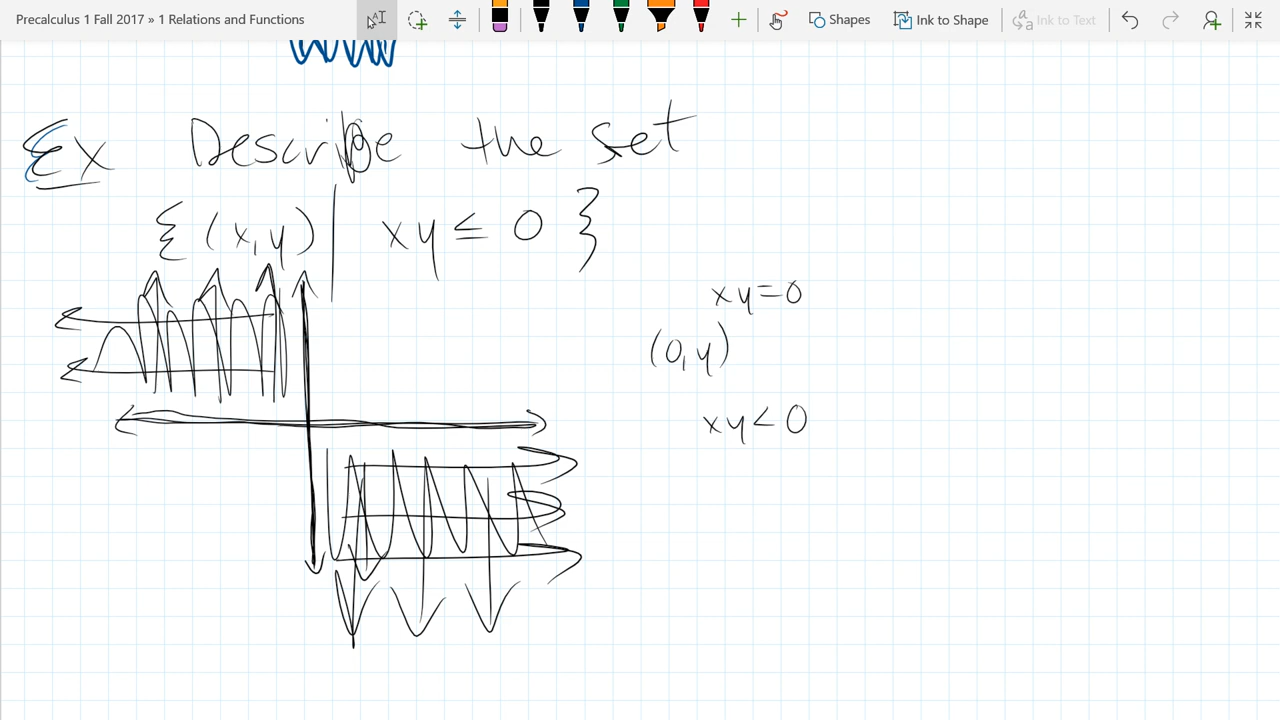 Precalculus 1 Fall 2017 » 1 Relations and Functions
Shapes
Ink to Shape
Ink to Text
Ex Describe the set
{(x,y)| xy ≤ 0}
xy=0
(0,y)
xy<0